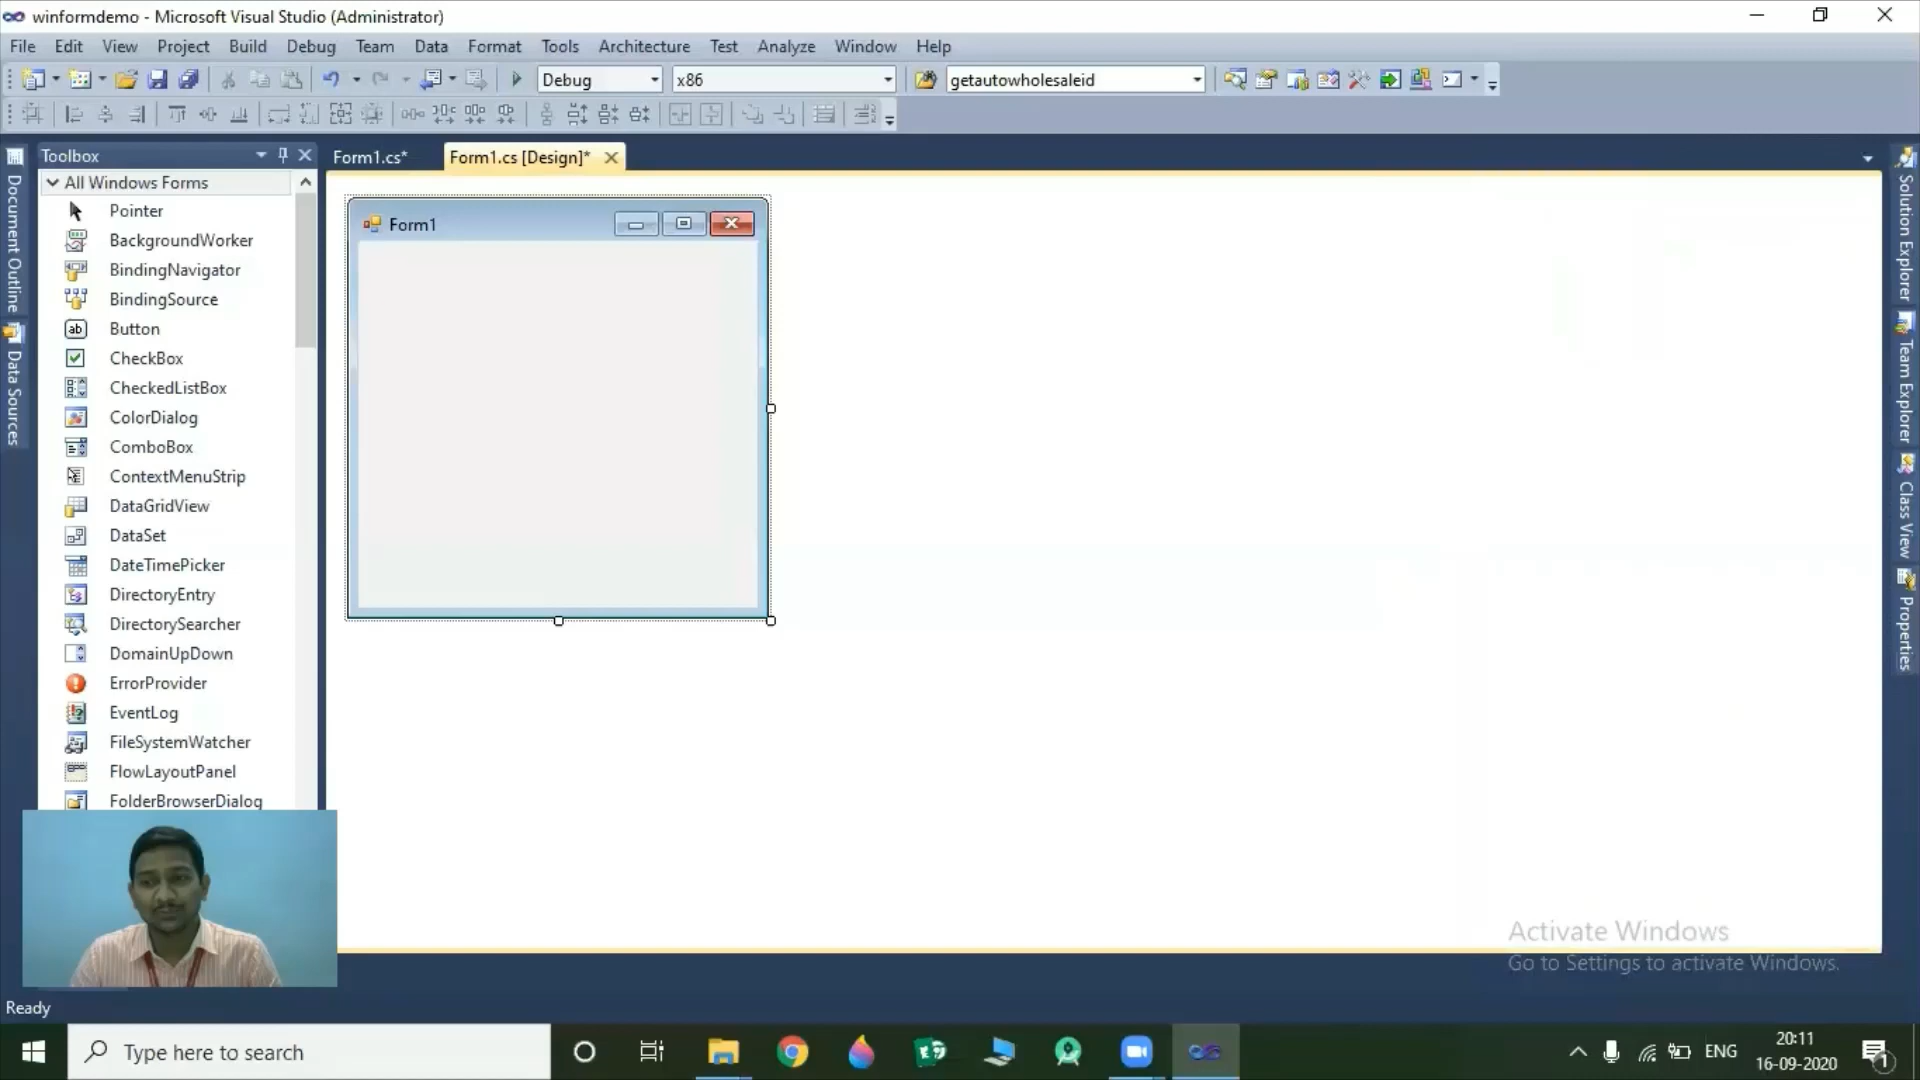 winformdemo - Microsoft Visual Studio (Administrator)
File Edit View Project Build Debug Team Data Format Tools Architecture Test Analyze Window Help
Debug x86 getautowholesaleid
Toolbox
Form1.cs*
Form1.cs [Design]*
All Windows Forms
Pointer
BackgroundWorker
BindingNavigator
BindingSource
Button
CheckBox
CheckedListBox
ColorDialog
ComboBox
ContextMenuStrip
DataGridView
DataSet
DateTimePicker
DirectoryEntry
DirectorySearcher
DomainUpDown
ErrorProvider
EventLog
FileSystemWatcher
FlowLayoutPanel
FolderBrowserDialog
Document Outline
Data Sources
Form1
Solution Explorer
Team Explorer
Class View
Properties
Activate Windows
Go to Settings to activate Windows.
Ready
Type here to search
ENG
20:11
16-09-2020
1